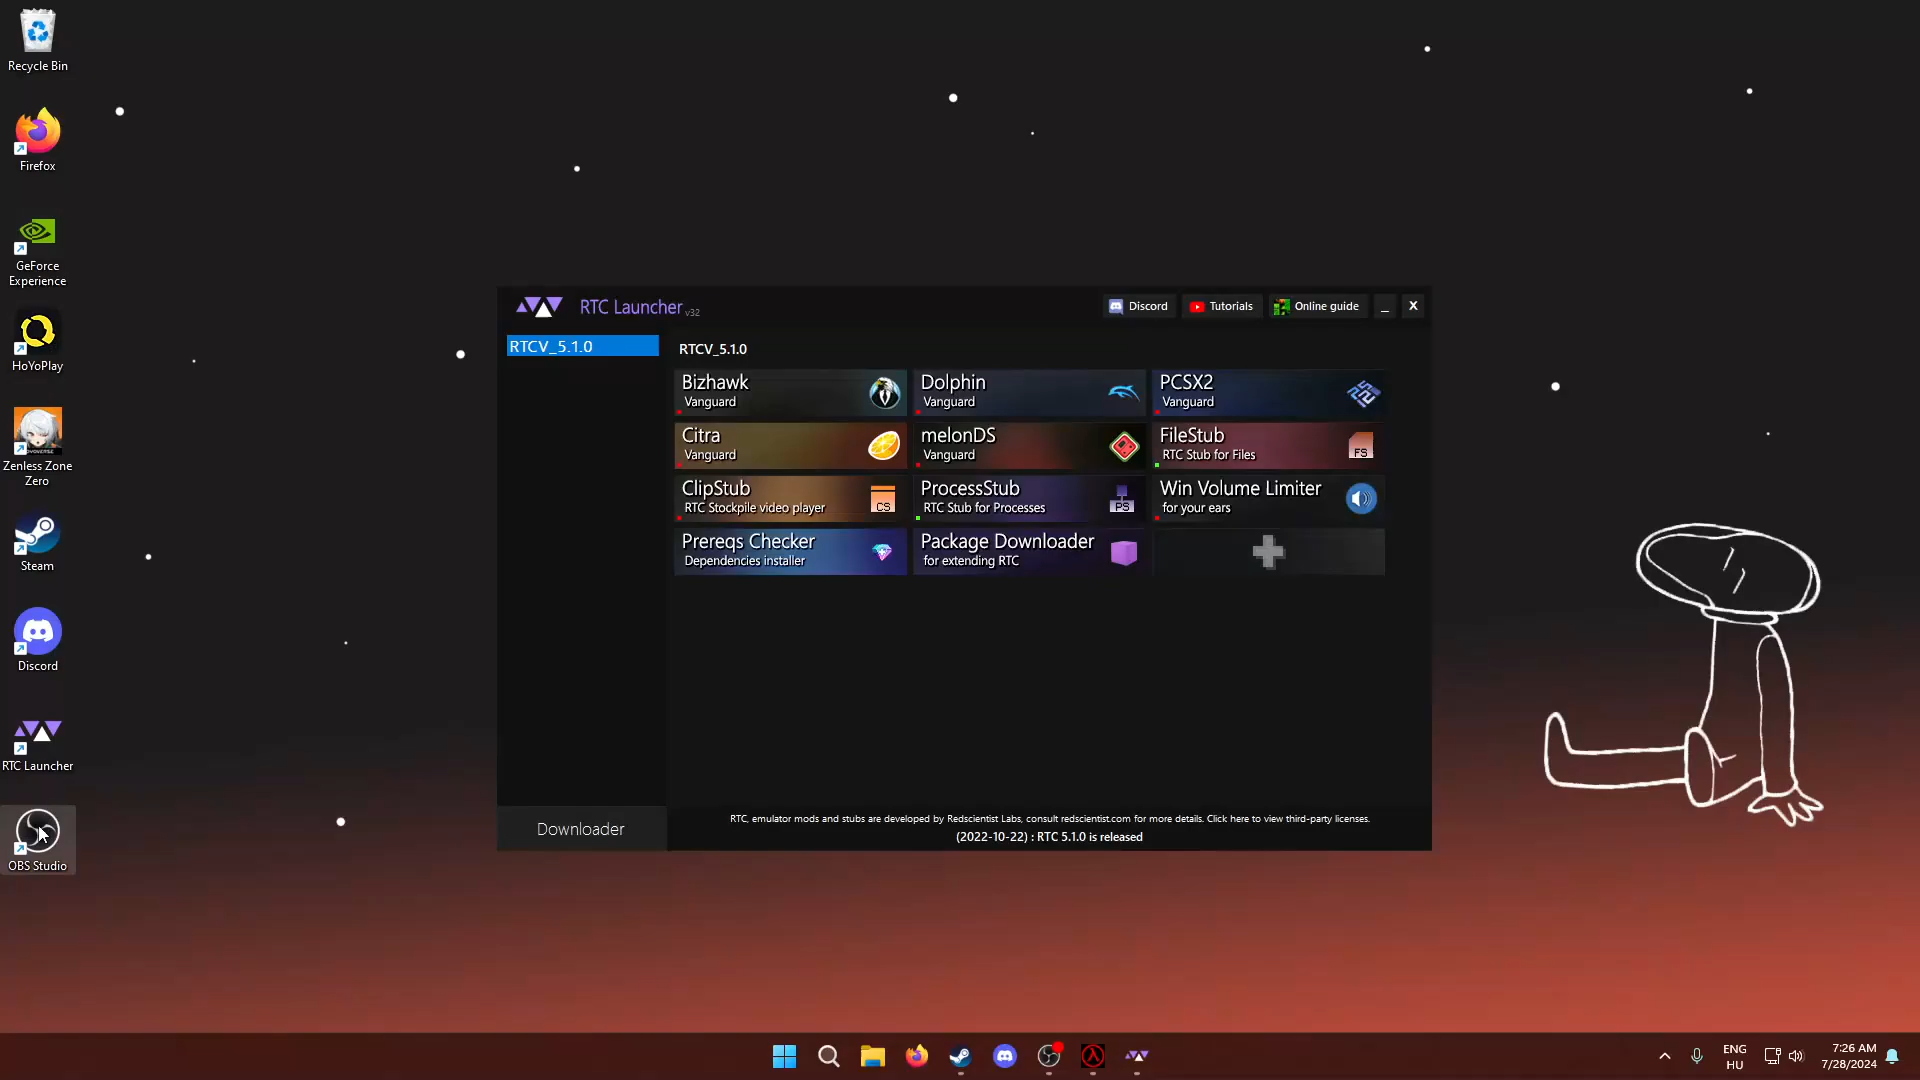 Recycle Bin
Firefox
GeForce
Experience
HoYoPlay
Zenless Zone
Zero
Steam
Discord
RTC Launcher
OBS Studio
RTC Launcher v32
Discord
Tutorials
Online guide
_
X
RTCV_5.1.0
RTCV_5.1.0
Bizhawk
Vanguard
Dolphin
Vanguard
PCSX2
Vanguard
Citra
Vanguard
melonDS
Vanguard
FileStub
RTC Stub for Files
FS
ClipStub
RTC Stockpile video player
CS
ProcessStub
RTC Stub for Processes
PS
Win Volume Limiter
for your ears
Prereqs Checker
Dependencies installer
Package Downloader
for extending RTC
Downloader
RTC, emulator mods and stubs are developed by Redscientist Labs, consult redscientist.com for more details. Click here to view third-party licenses.
(2022-10-22) : RTC 5.1.0 is released
ENG
HU
7:26 AM
7/28/2024